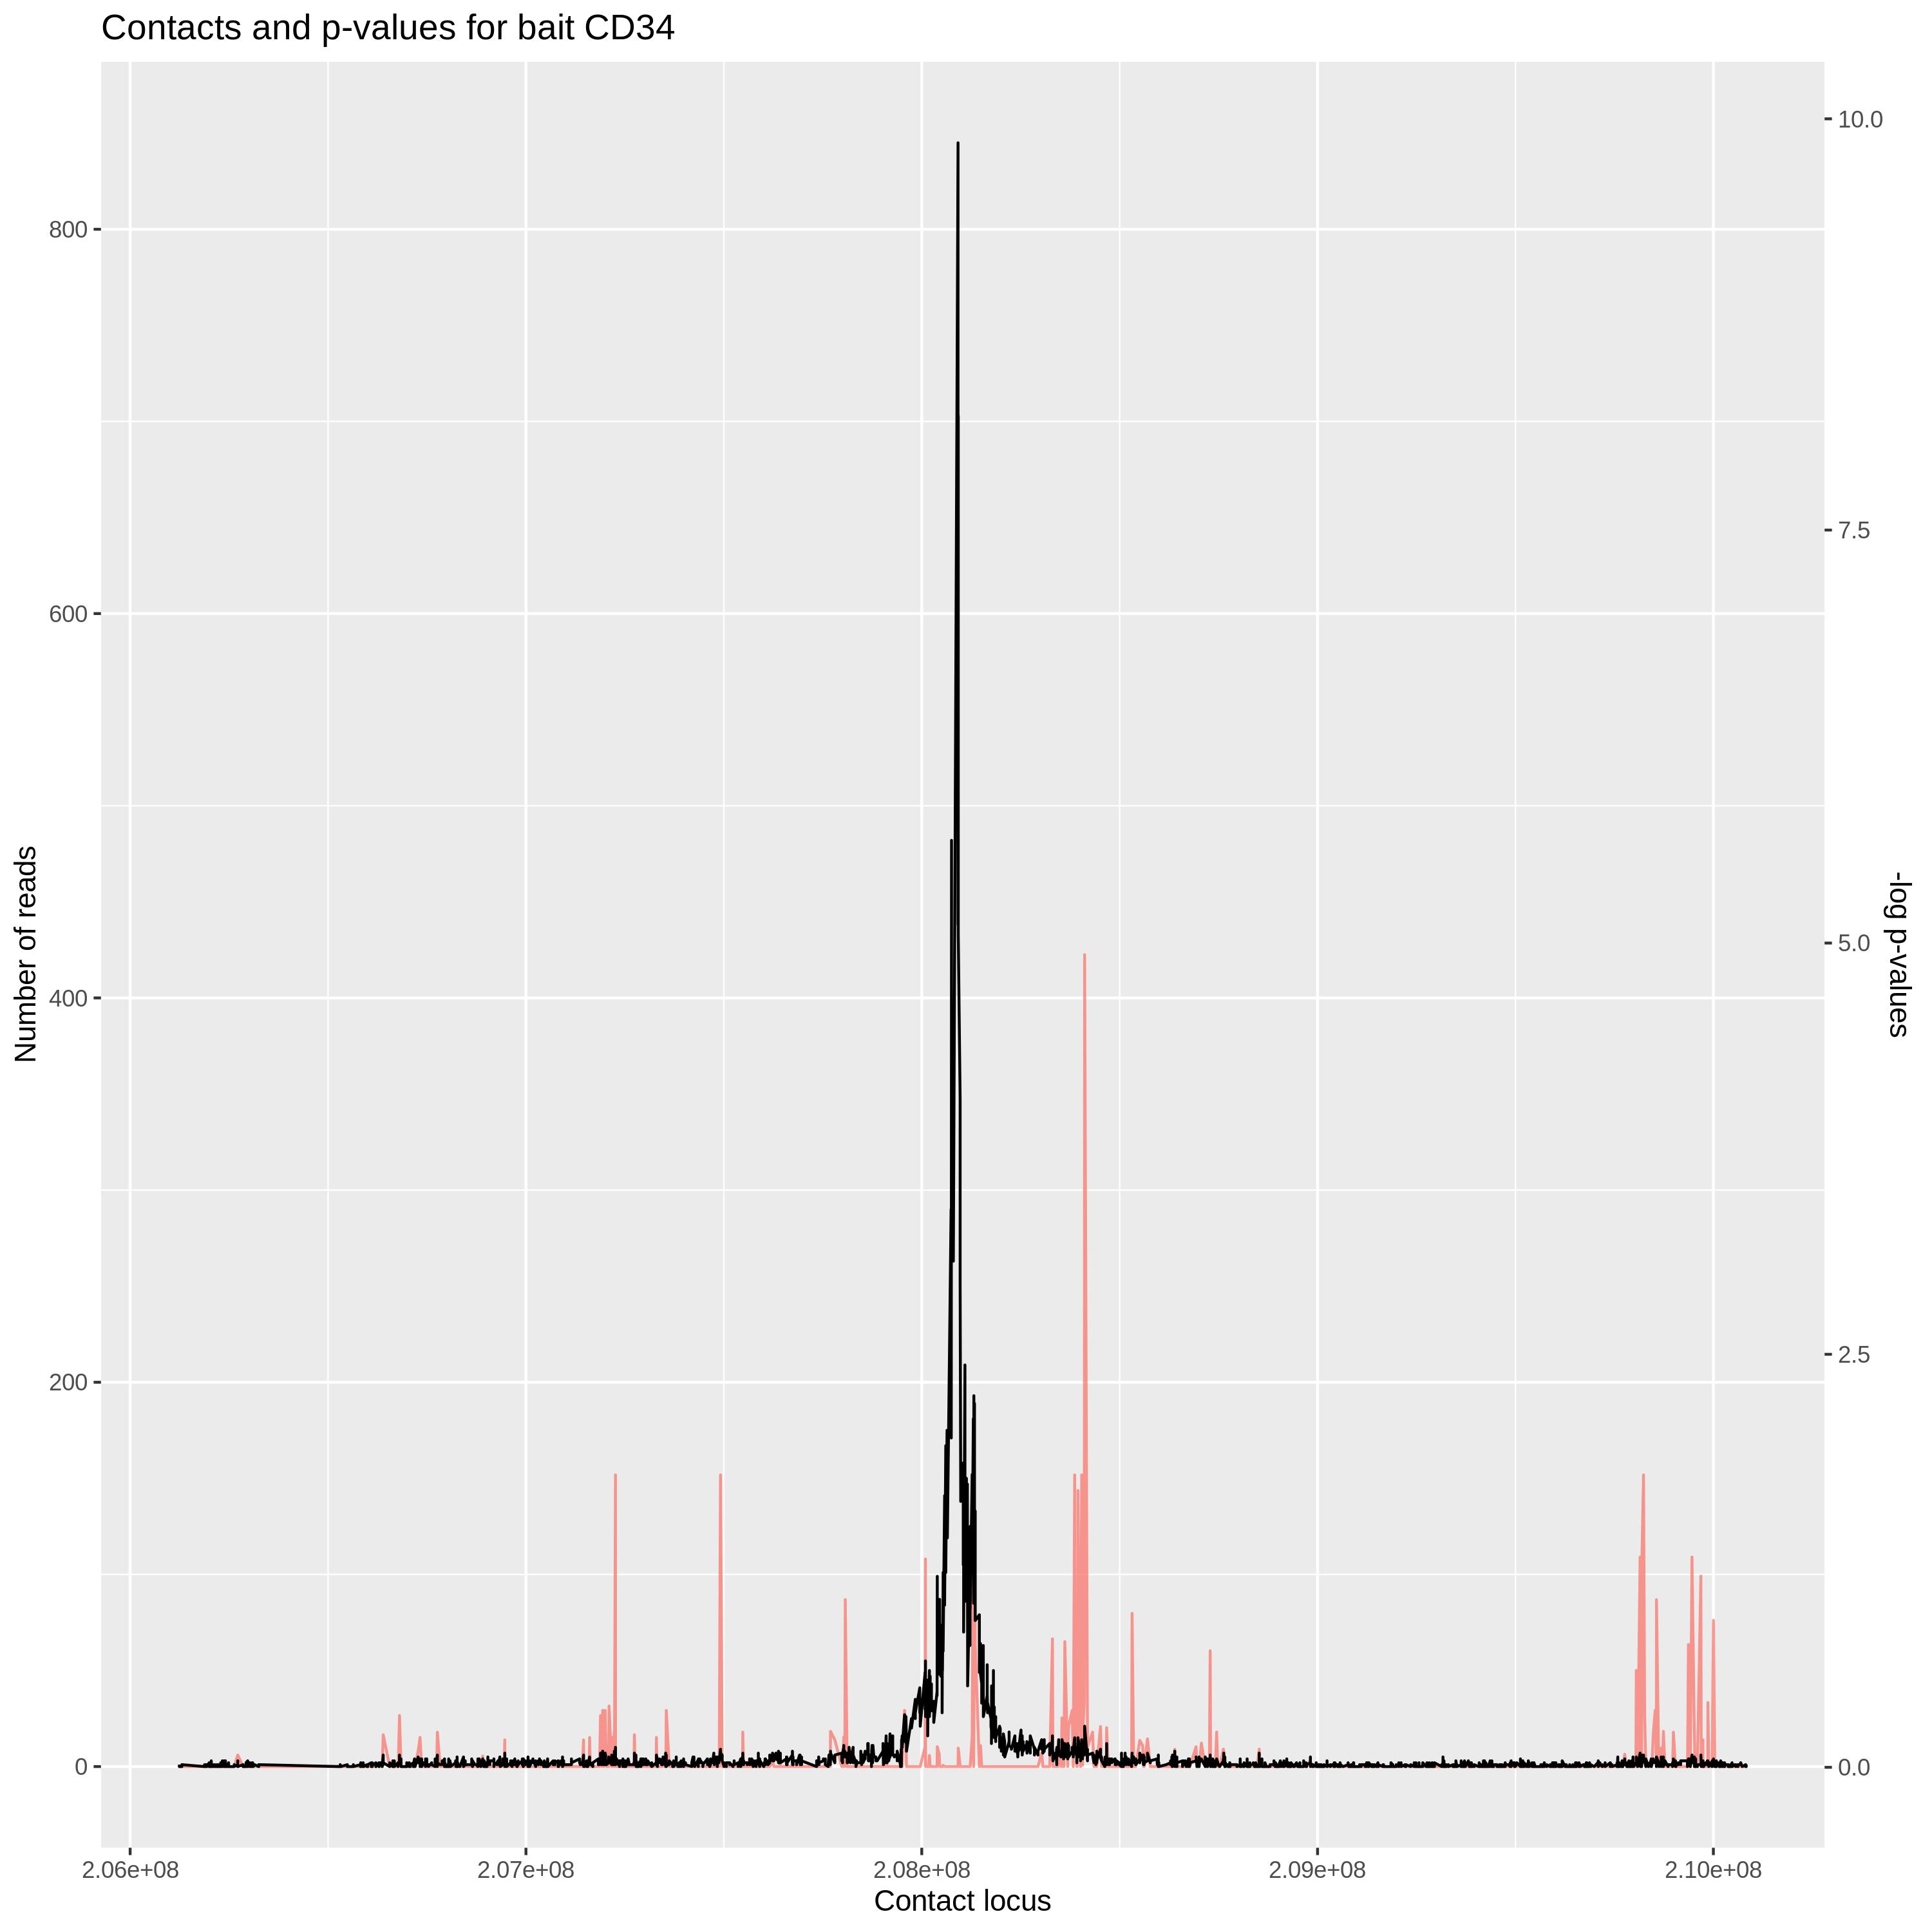 Contacts and p-values for bait CD34
10.0
800
7.5
600
Number of reads
-log p-values
5.0
400
2.5
200
0
0.0
2.06e+08 2.07e+08 2.08e+08 2.09e+08 2.10e+08
Contact locus